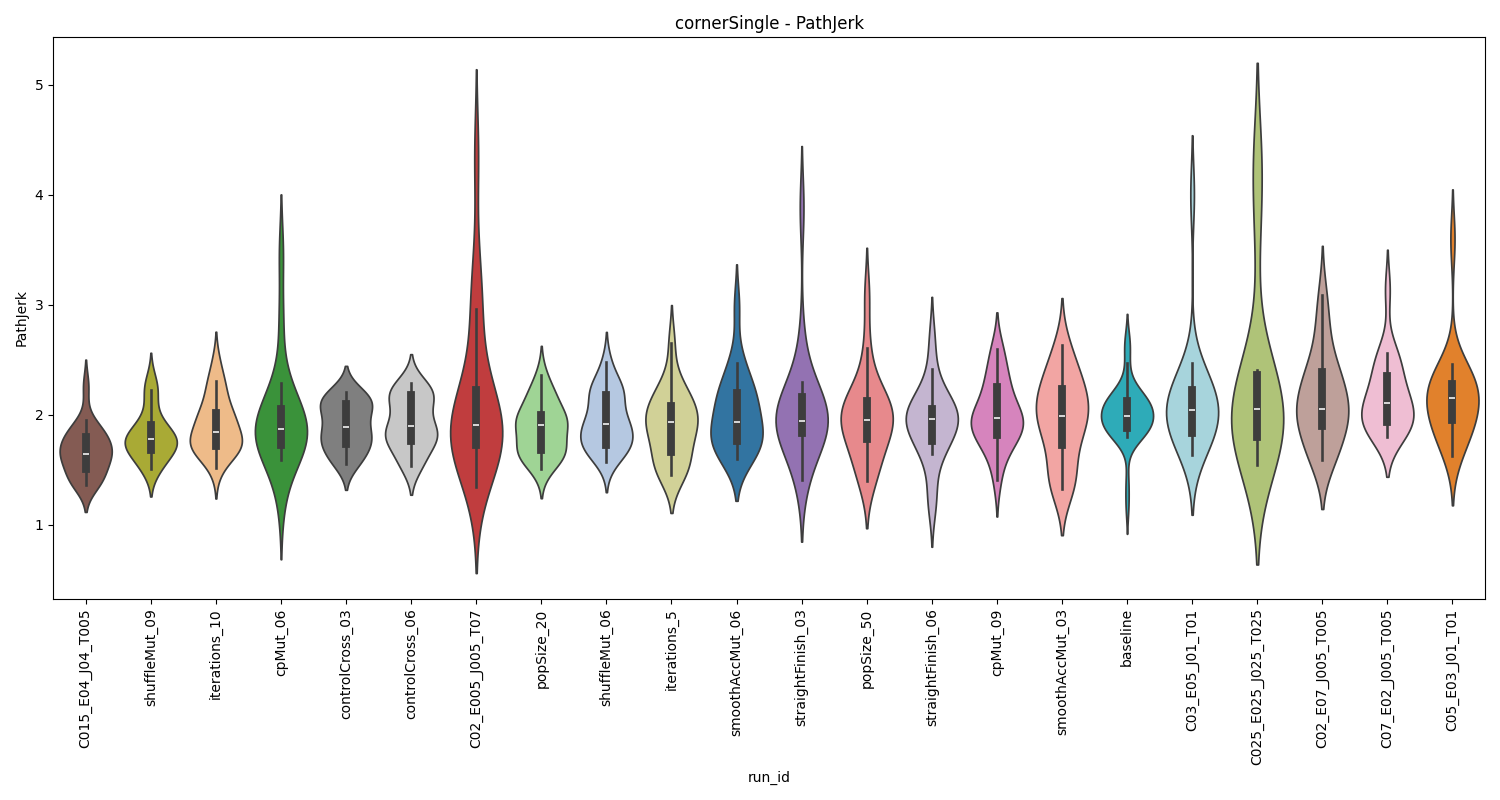 cornerSingle - PathJerk
PathJerk
5
4
3
2
1
C015_E04_J04_T005
shuffleMut_09
iterations_10
cpMut_06
controlCross_03
controlCross_06
C02_E005_J005_T07
popSize_20
shuffleMut_06
iterations_5
smoothAccMut_06
straightFinish_03
popSize_50
straightFinish_06
cpMut_09
smoothAccMut_03
baseline
C03_E05_J01_T01
C025_E025_J025_T025
C02_E07_J005_T005
C07_E02_J005_T005
C05_E03_J01_T01
run_id